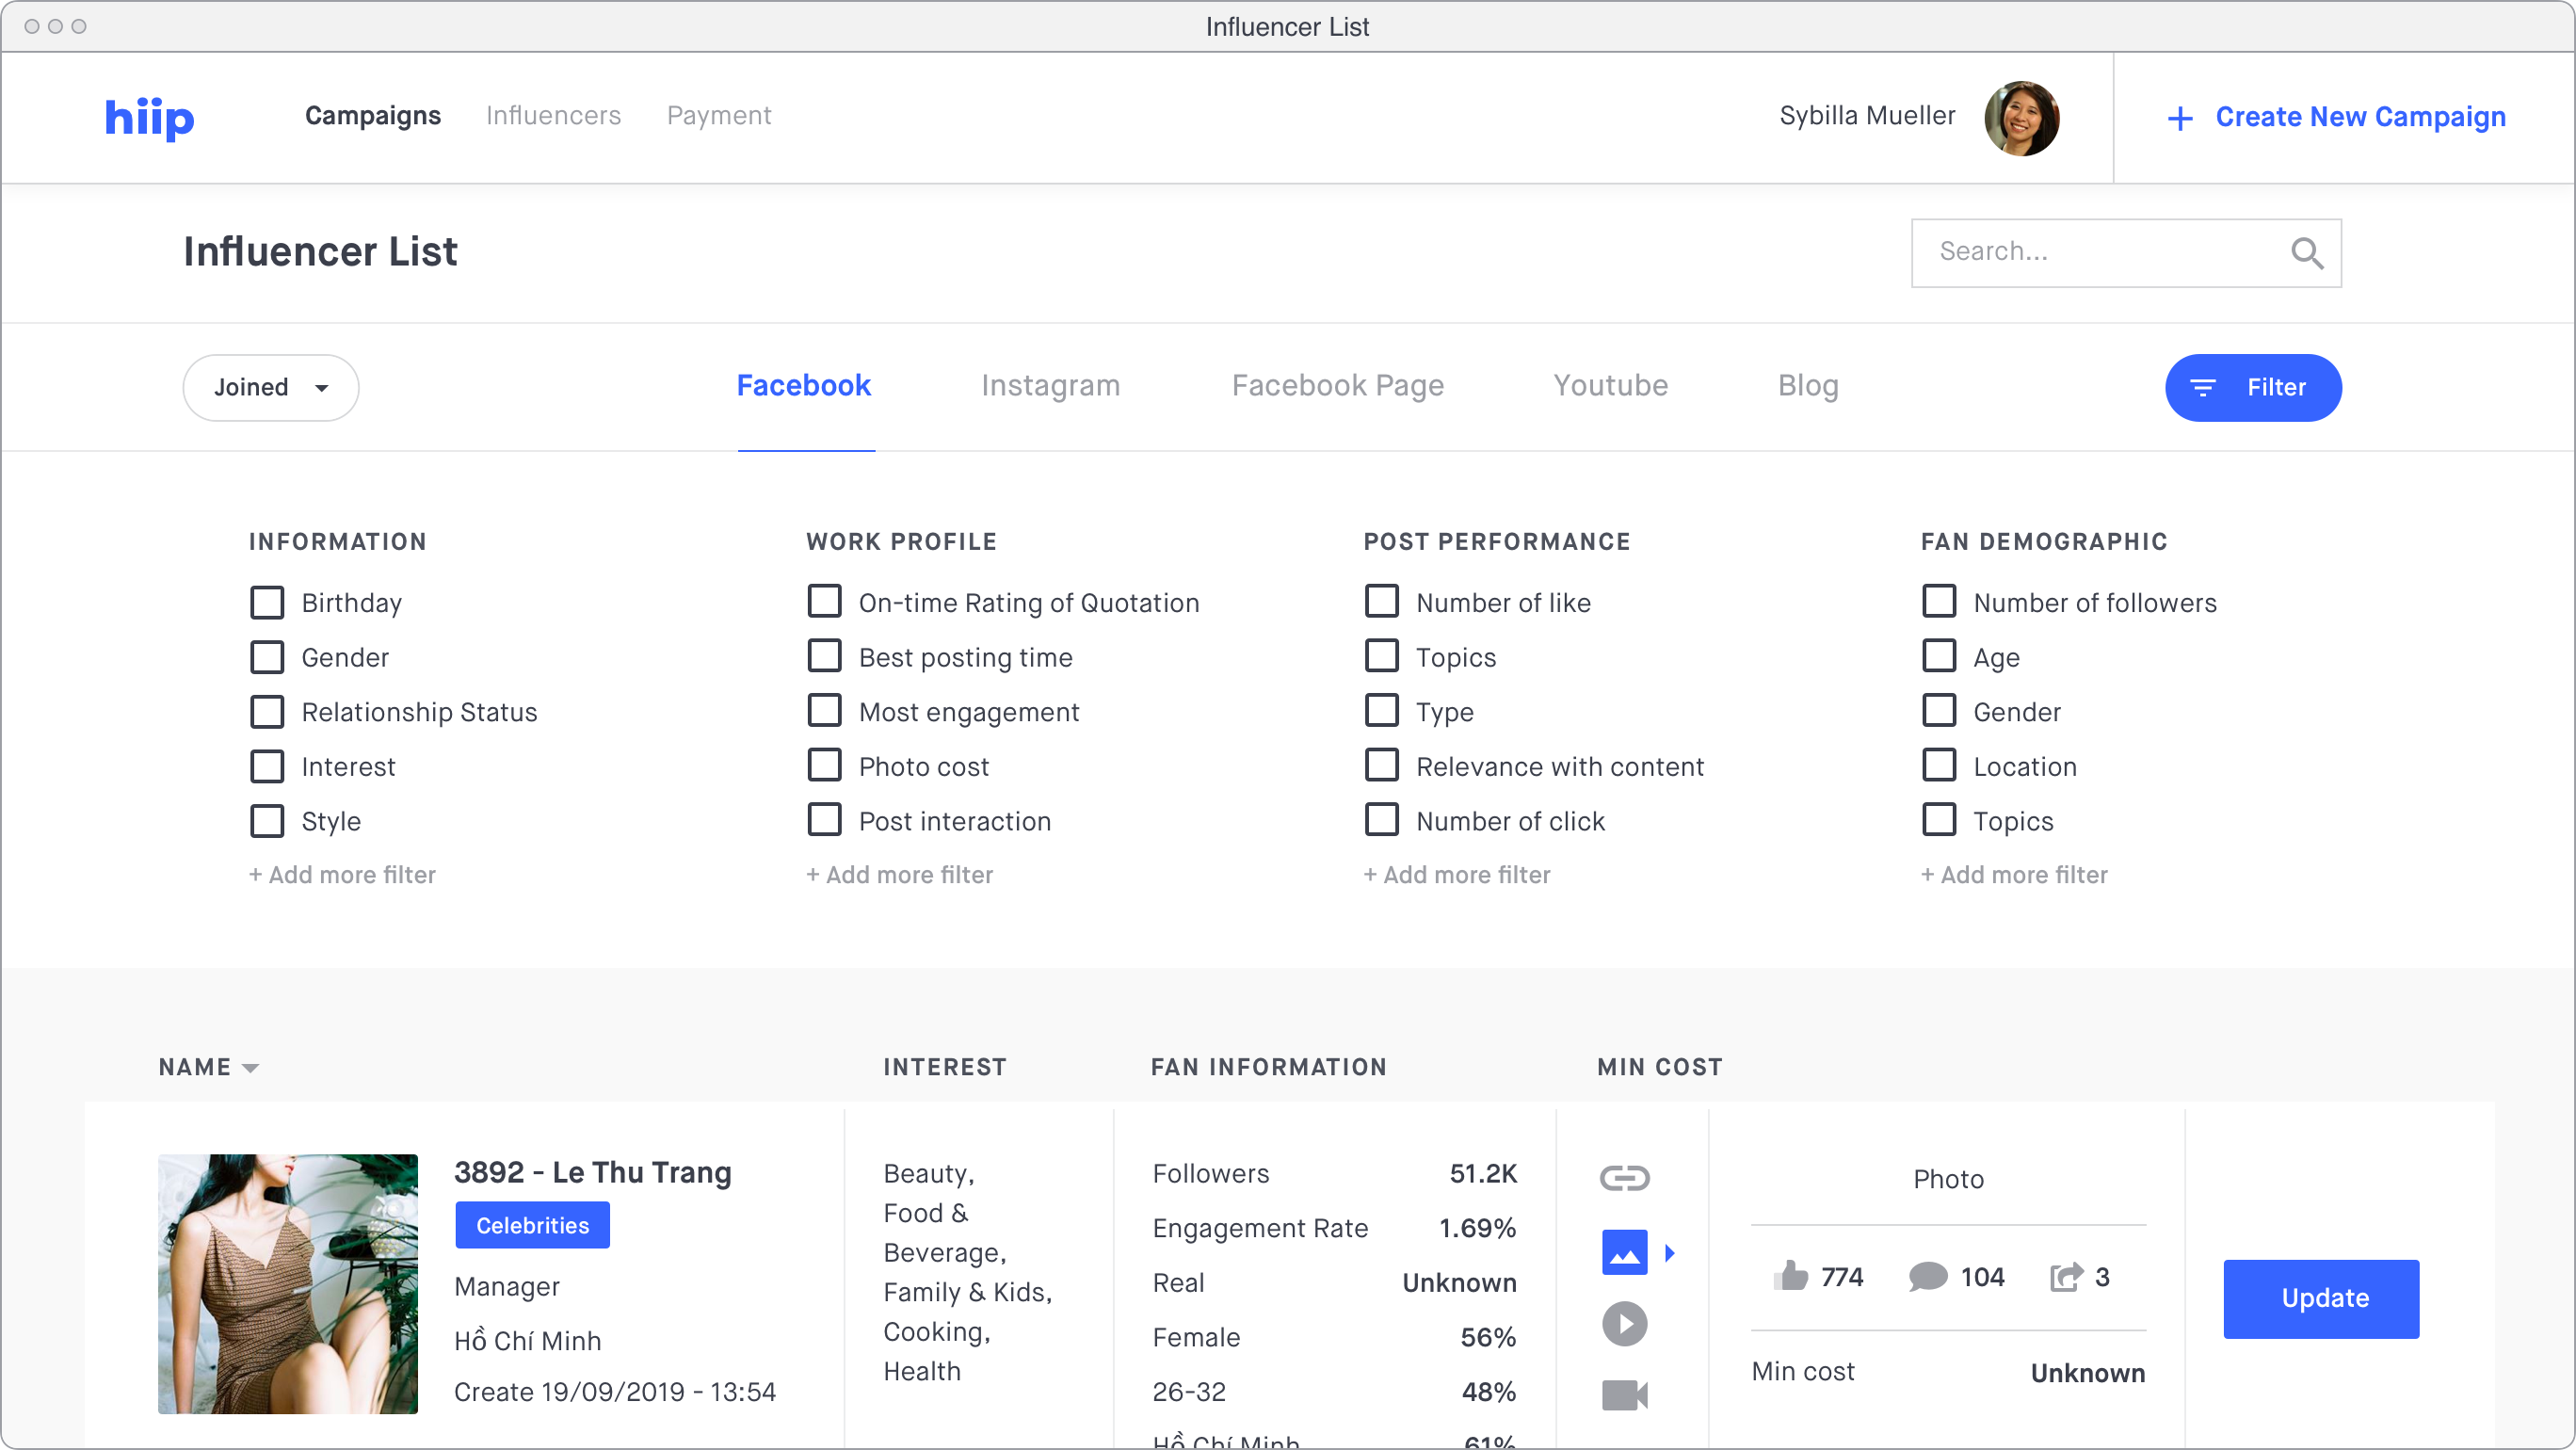 Influencer List
hiip
Campaigns
Influencers
Payment
Sybilla Mueller
+ Create New Campaign
Influencer List
Search...
Joined
Facebook
Instagram
Facebook Page
Youtube
Blog
Filter
INFORMATION
Birthday
Gender
Relationship Status
Interest
Style
+ Add more filter
WORK PROFILE
On-time Rating of Quotation
Best posting time
Most engagement
Photo cost
Post interaction
+ Add more filter
POST PERFORMANCE
Number of like
Topics
Type
Relevance with content
Number of click
+ Add more filter
FAN DEMOGRAPHIC
Number of followers
Age
Gender
Location
Topics
+ Add more filter
NAME
INTEREST
FAN INFORMATION
MIN COST
3892 - Le Thu Trang
Celebrities
Manager
Hồ Chí Minh
Create 19/09/2019 - 13:54
Beauty,
Food &
Beverage,
Family & Kids,
Cooking,
Health
Followers 51.2K
Engagement Rate 1.69%
Real Unknown
Female 56%
26-32 48%
Hồ Chí Minh 61%
Photo
774 104 3
Min cost Unknown
Update